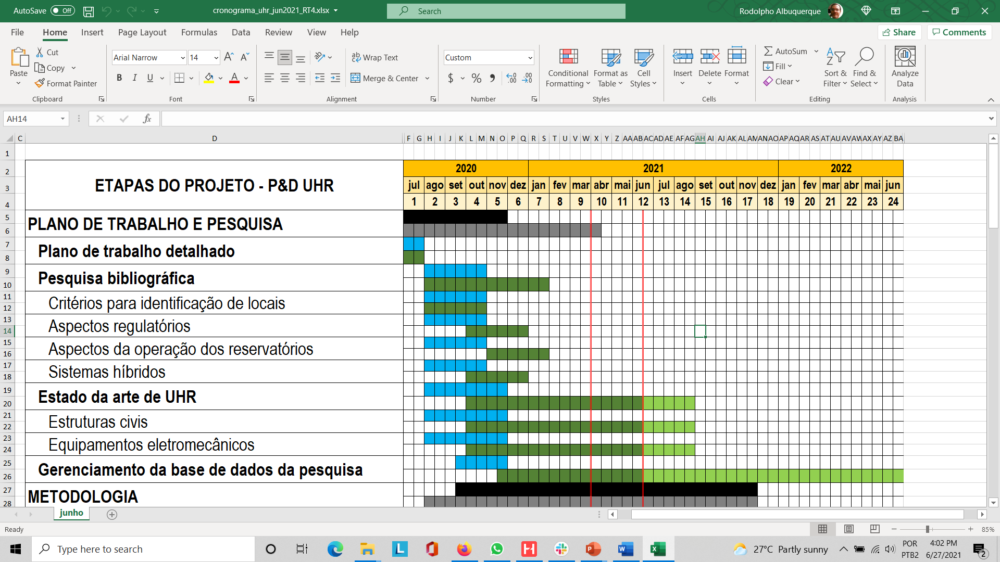 AutoSave Off
cronograma_uhr_jun2021_RT4.xlsx
Search
Rodolpho Albuquerque
File Home Insert Page Layout Formulas Data Review View Help
Share Comments
Paste
Cut
Copy
Format Painter
Clipboard
Arial Narrow 14
B I U
Font
Wrap Text
Merge & Center
Alignment
Custom
$ %
Number
Conditional Formatting
Format as Table
Cell Styles
Styles
Insert Delete Format
Cells
AutoSum
Fill
Clear
Sort & Filter
Find & Select
Editing
Analyze Data
Analysis
AH14
fx
C D F G H I J K L M N O P Q R S T U V W X Y Z AA AB AC AD AE AF AG AH AI AJ AK AL AM AN AO AP AQ AR AS AT AU AV AW AX AY AZ BA
1
2 2020 2021 2022
ETAPAS DO PROJETO - P&D UHR
3 jul ago set out nov dez jan fev mar abr mai jun jul ago set out nov dez jan fev mar abr mai jun
4 1 2 3 4 5 6 7 8 9 10 11 12 13 14 15 16 17 18 19 20 21 22 23 24
5
PLANO DE TRABALHO E PESQUISA
6
7
Plano de trabalho detalhado
8
9
Pesquisa bibliográfica
10
11
Critérios para identificação de locais
12
13
Aspectos regulatórios
14
15
Aspectos da operação dos reservatórios
16
17
Sistemas híbridos
18
19
Estado da arte de UHR
20
21
Estruturas civis
22
23
Equipamentos eletromecânicos
24
25
Gerenciamento da base de dados da pesquisa
26
27
METODOLOGIA
28
junho
Ready
85%
Type here to search
27°C Partly sunny
POR
PTB2
4:02 PM
6/27/2021
2